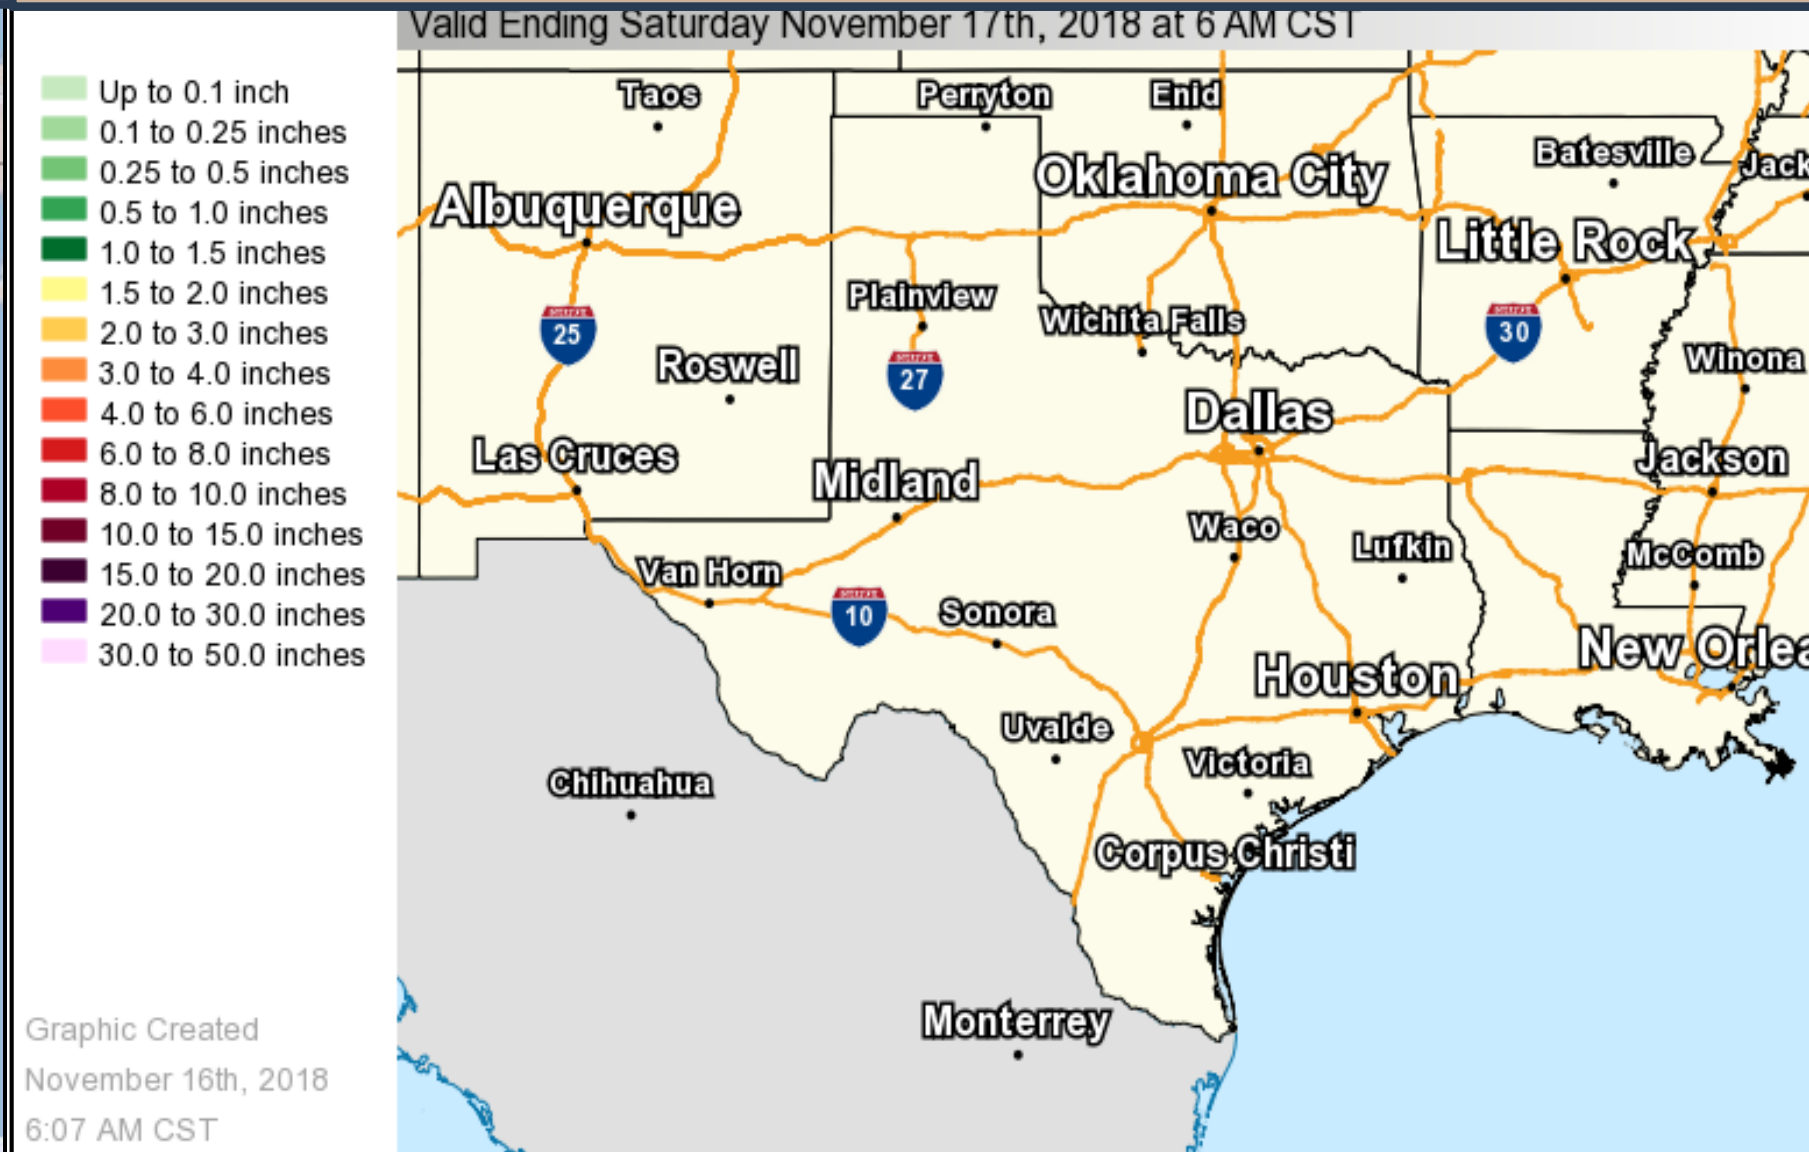 Valid Ending Saturday November 17th, 2018 at 6 AM CST
Up to 0.1 inch
0.1 to 0.25 inches
0.25 to 0.5 inches
0.5 to 1.0 inches
1.0 to 1.5 inches
1.5 to 2.0 inches
2.0 to 3.0 inches
3.0 to 4.0 inches
4.0 to 6.0 inches
6.0 to 8.0 inches
8.0 to 10.0 inches
10.0 to 15.0 inches
15.0 to 20.0 inches
20.0 to 30.0 inches
30.0 to 50.0 inches
Graphic Created
November 16th, 2018
6:07 AM CST
Taos
Perryton
Enid
Batesville
Jack
Oklahoma City
Albuquerque
Little Rock
Plainview
Wichita Falls
25
30
Roswell
27
Winona
Dallas
Las Cruces
Midland
Jackson
Waco
Lufkin
McComb
Van Horn
10
Sonora
New Orlea
Houston
Uvalde
Victoria
Chihuahua
Corpus Christi
Monterrey